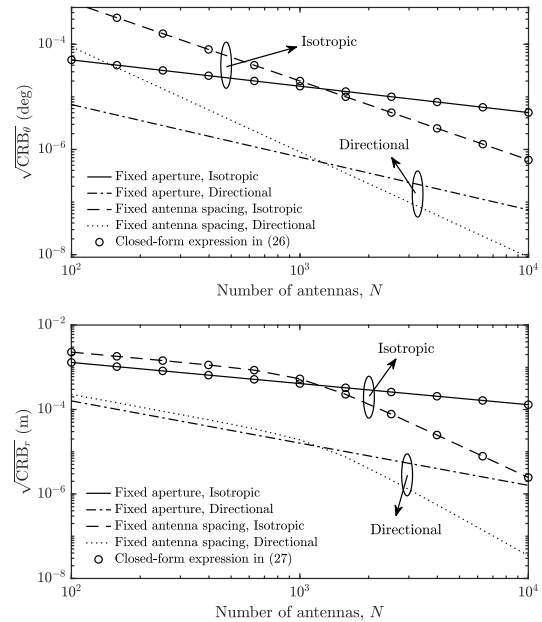 10^{-4}
10^{-6}
10^{-8}
√CRB_θ (deg)
Isotropic
Directional
Fixed aperture, Isotropic
Fixed aperture, Directional
Fixed antenna spacing, Isotropic
Fixed antenna spacing, Directional
Closed-form expression in (26)
10^2
10^3
10^4
Number of antennas, N
10^{-2}
10^{-4}
10^{-6}
10^{-8}
√CRB_r (m)
Isotropic
Directional
Fixed aperture, Isotropic
Fixed aperture, Directional
Fixed antenna spacing, Isotropic
Fixed antenna spacing, Directional
Closed-form expression in (27)
10^2
10^3
10^4
Number of antennas, N